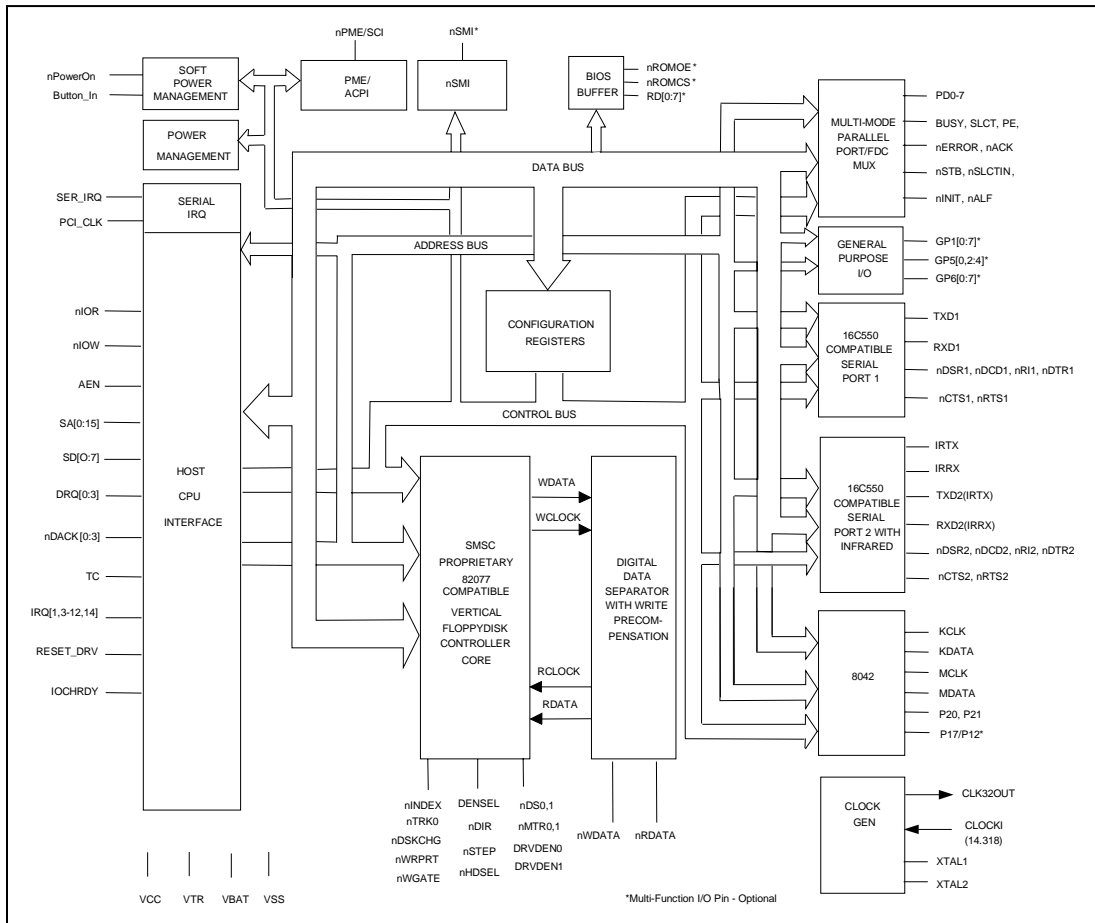 nPME/SCI
nSMI*
nPowerOn
Button_In
SOFT
POWER
MANAGEMENT
PME/
ACPI
nSMI
BIOS
BUFFER
nROMOE*
nROMCS*
RD[0:7]*
POWER
MANAGEMENT
DATA BUS
MULTI-MODE
PARALLEL
PORT/FDC
MUX
PD0-7
BUSY, SLCT, PE,
nERROR, nACK
nSTB, nSLCTIN,
nINIT, nALF
SER_IRQ
PCI_CLK
SERIAL
IRQ
ADDRESS BUS
GENERAL
PURPOSE
I/O
GP1[0:7]*
GP5[0,2:4]*
GP6[0:7]*
CONFIGURATION
REGISTERS
16C550
COMPATIBLE
SERIAL
PORT 1
TXD1
RXD1
nDSR1, nDCD1, nRI1, nDTR1
nCTS1, nRTS1
CONTROL BUS
nIOR
nIOW
AEN
SA[0:15]
SD[O:7]
DRQ[0:3]
nDACK[0:3]
TC
IRQ[1,3-12,14]
RESET_DRV
IOCHRDY
HOST
CPU
INTERFACE
SMSC
PROPRIETARY
82077
COMPATIBLE
VERTICAL
FLOPPYDISK
CONTROLLER
CORE
WDATA
WCLOCK
RCLOCK
RDATA
DIGITAL
DATA
SEPARATOR
WITH WRITE
PRECOM-
PENSATION
16C550
COMPATIBLE
SERIAL
PORT 2 WITH
INFRARED
IRTX
IRRX
TXD2(IRTX)
RXD2(IRRX)
nDSR2, nDCD2, nRI2, nDTR2
nCTS2, nRTS2
8042
KCLK
KDATA
MCLK
MDATA
P20, P21
P17/P12*
CLOCK
GEN
CLK32OUT
CLOCKI
(14.318)
XTAL1
XTAL2
nINDEX
nTRK0
nDSKCHG
nWRPRT
nWGATE
DENSEL
nDIR
nSTEP
nHDSEL
nDS0,1
nMTR0,1
DRVDEN0
DRVDEN1
nWDATA
nRDATA
VCC
VTR
VBAT
VSS
*Multi-Function I/O Pin - Optional